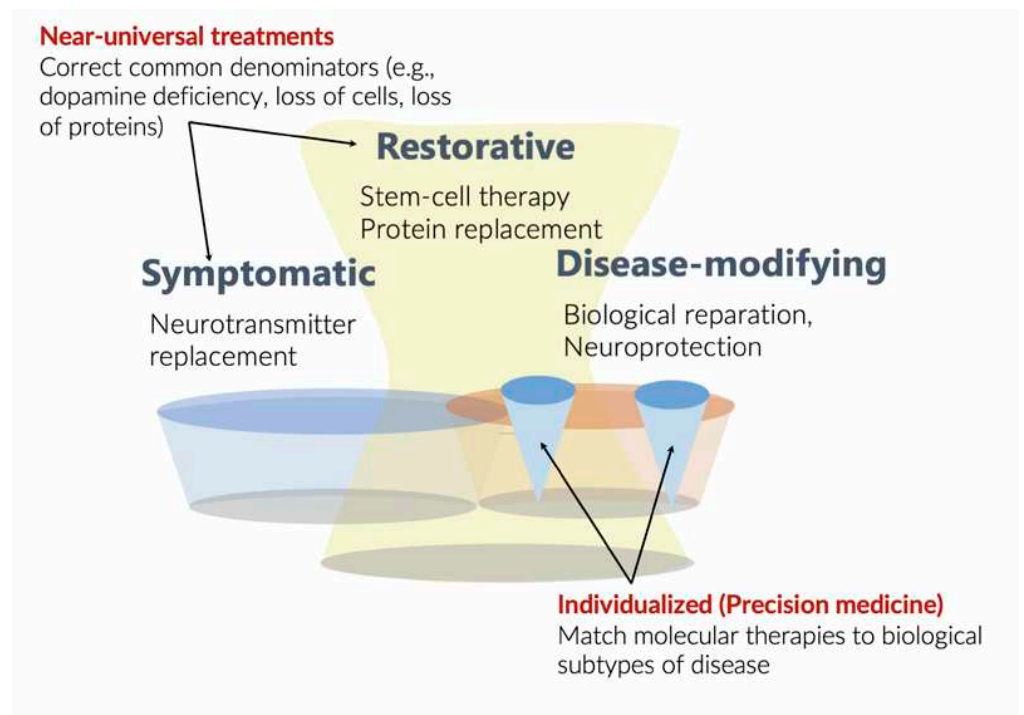 Near-universal treatments
Correct common denominators (e.g.,
dopamine deficiency, loss of cells, loss
of proteins)
Restorative
Stem-cell therapy
Protein replacement
Symptomatic
Neurotransmitter
replacement
Disease-modifying
Biological reparation,
Neuroprotection
Individualized (Precision medicine)
Match molecular therapies to biological
subtypes of disease